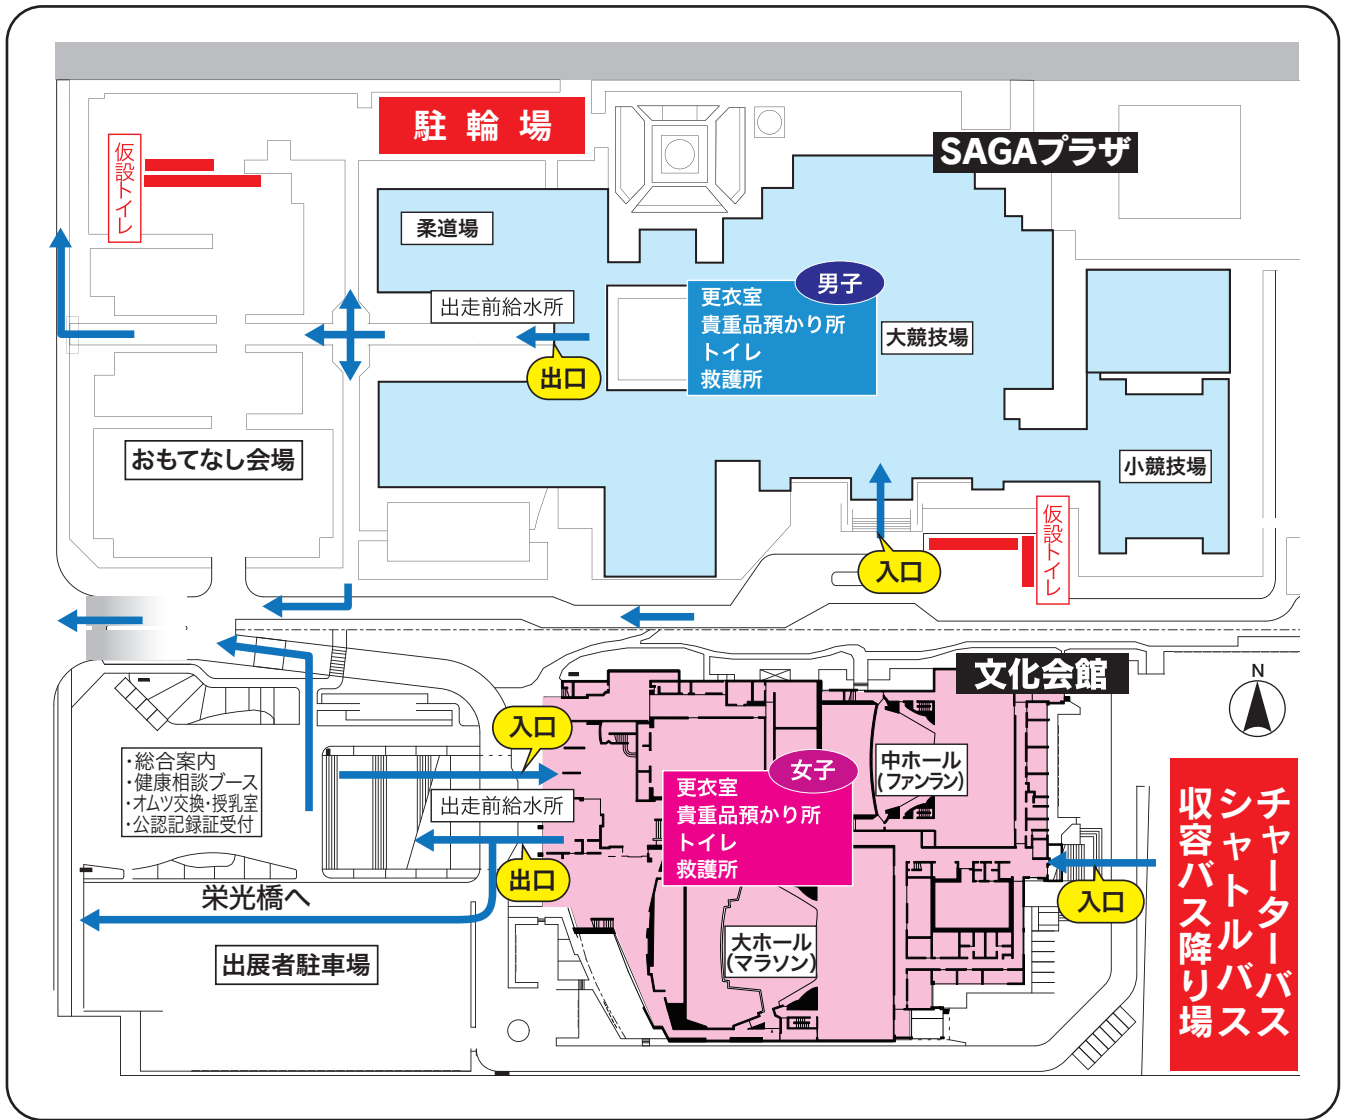 駐輪場
SAGAプラザ
仮設トイレ
柔道場
男子
更衣室
貴重品預かり所
トイレ
救護所
出走前給水所
大競技場
出口
おもてなし会場
小競技場
仮設トイレ
入口
文化会館
N
入口
女子
中ホール
(ファンラン)
・総合案内
・健康相談ブース
・オムツ交換・授乳室
・公認記録証受付
更衣室
貴重品預かり所
トイレ
救護所
出走前給水所
チャーターバス
シャトルバス
収容バス降り場
出口
入口
栄光橋へ
大ホール
(マラソン)
出展者駐車場